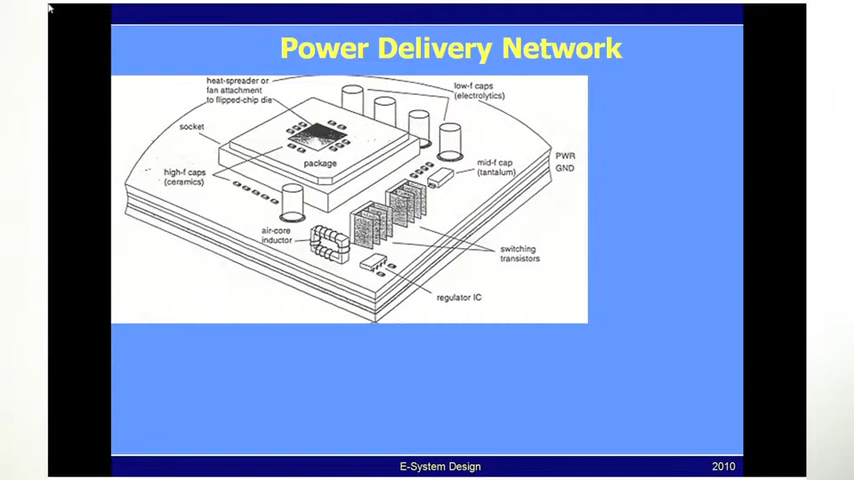 Power Delivery Network
heat-spreader or
fan attachment
to flipped-chip die
low-f caps
(electrolytics)
socket
package
PWR
GND
mid-f cap
(tantalum)
high-f caps
(ceramics)
air-core
inductor
switching
transistors
regulator IC
E-System Design
2010